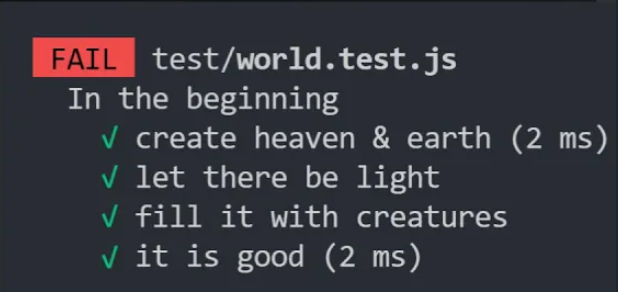 FAIL test/world.test.js
In the beginning
√ create heaven & earth (2 ms)
√ let there be light
√ fill it with creatures
√ it is good (2 ms)